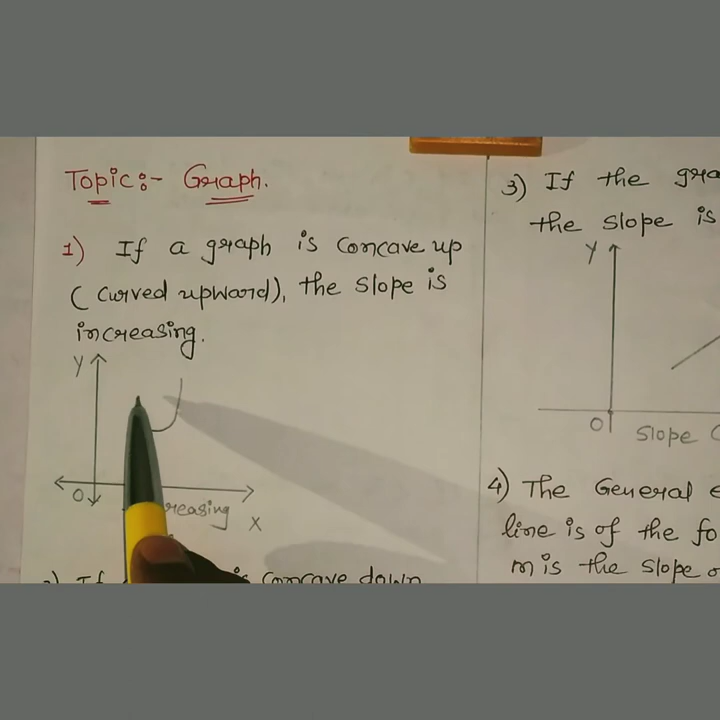 Topic:- Graph.
1) If a graph is concave up
( curved upward), the slope is
increasing.
Y
O
X
If
concave down
3) If the
the slope is
Y
O
Slope
4) The General
line is of the
m is the slope